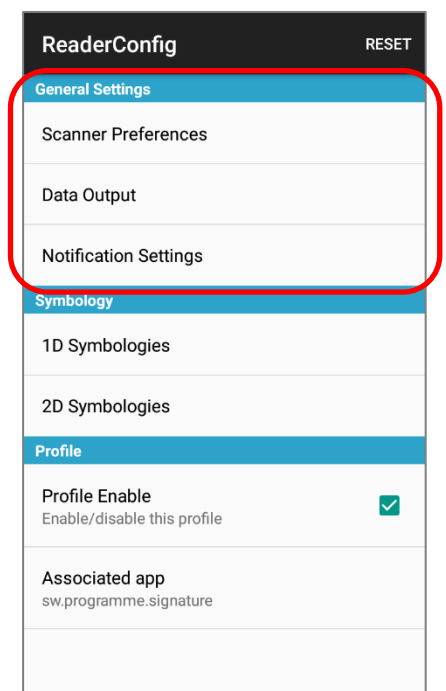 ReaderConfig RESET
General Settings
Scanner Preferences
Data Output
Notification Settings
Symbology
1D Symbologies
2D Symbologies
Profile
Profile Enable
Enable/disable this profile
Associated app
sw.programme.signature